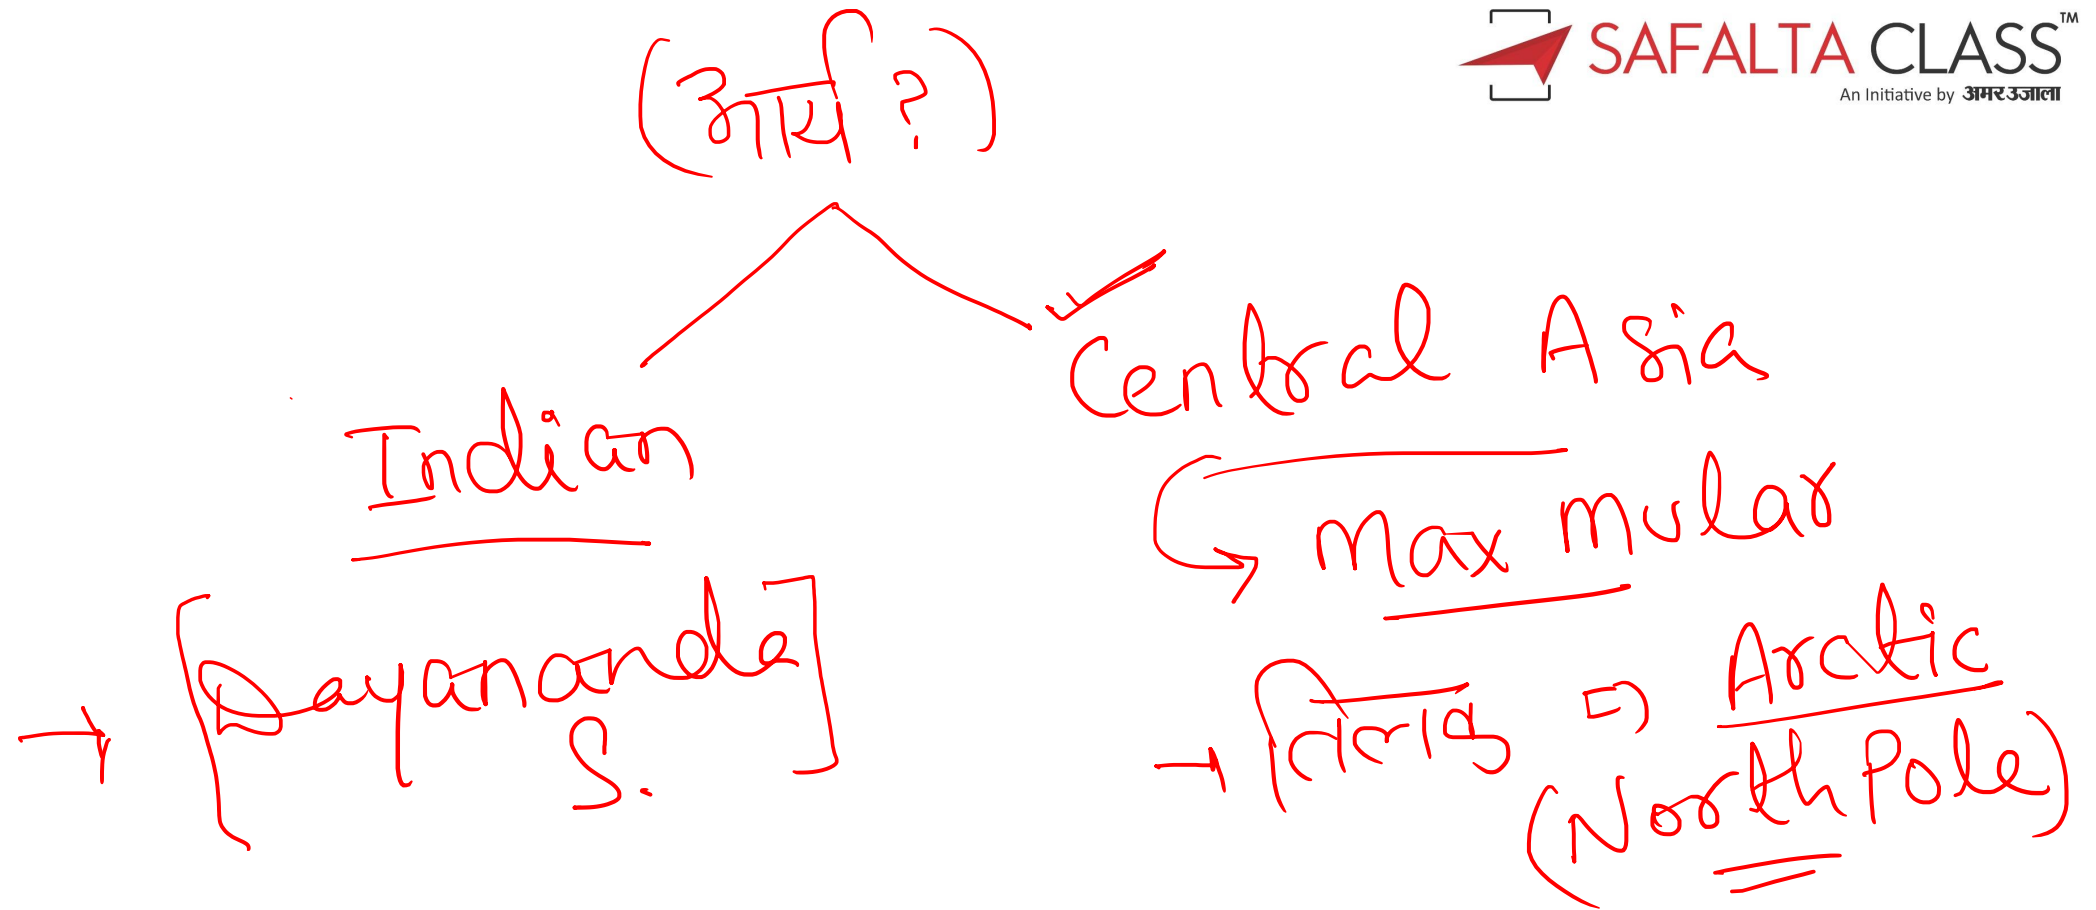 (आर्य ?)
SAFALTA CLASS™
An Initiative by अमर उजाला
Central Asia
Indian
Max Mular
[Dayananda
S.]
→ तिलक ⇒ Arctic
(North Pole)